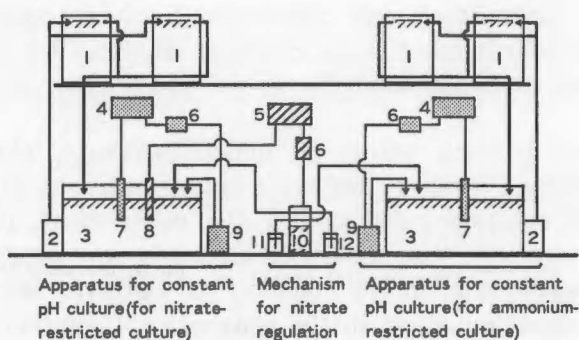 1 1 1 1
4 6 5 6 6 4
2 3 7 8 9 11 10 12 9 3 7 2
Apparatus for constant
pH culture(for nitrate-
restricted culture)
Mechanism
for nitrate
regulation
Apparatus for constant
pH culture(for ammonium-
restricted culture)